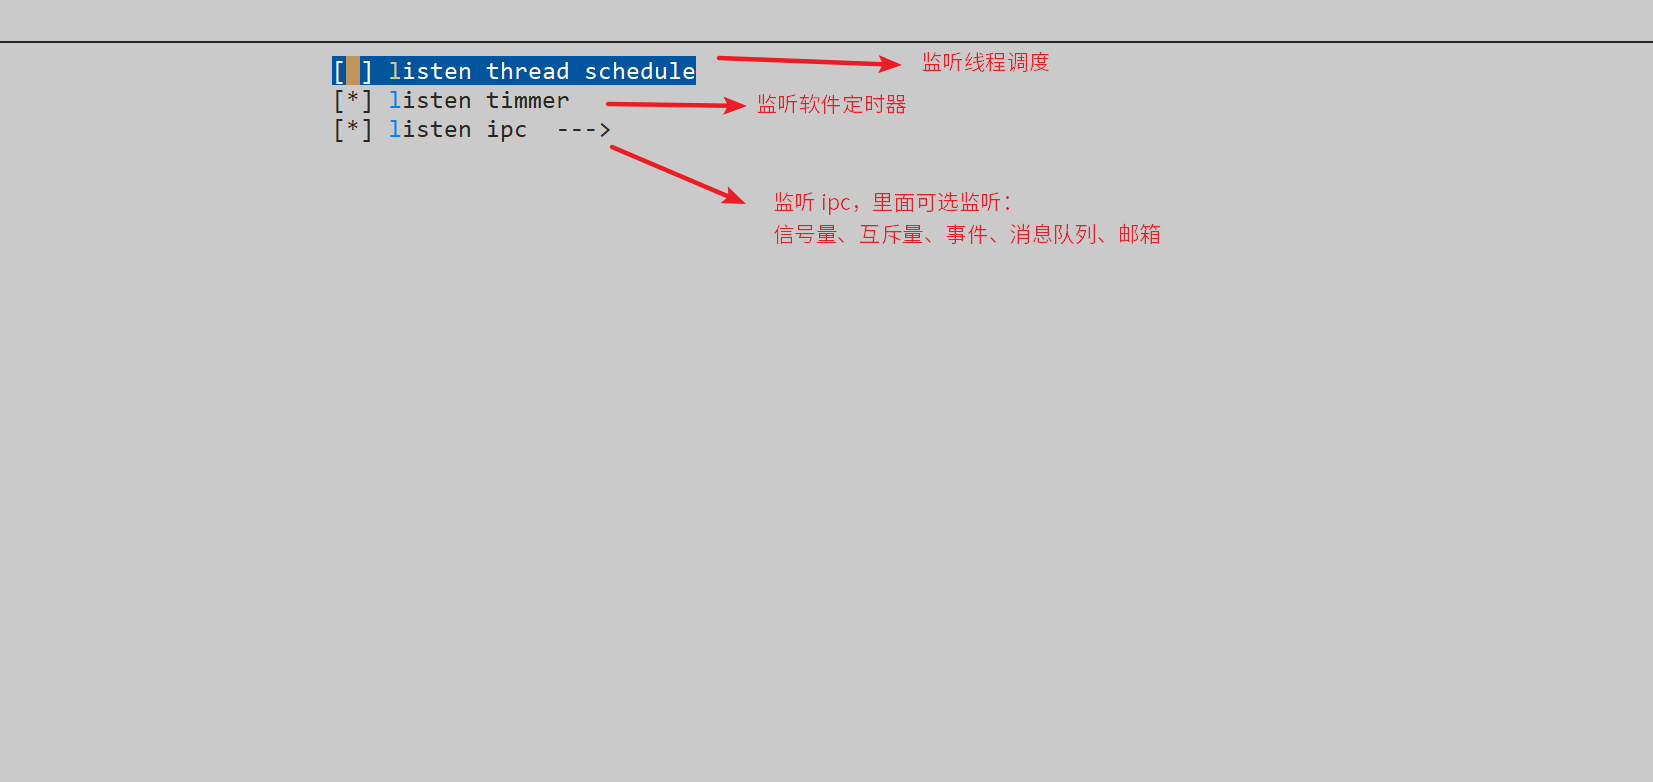 [ ] listen thread schedule
监听线程调度
[*] listen timmer
监听软件定时器
[*] listen ipc  --->
监听 ipc，里面可选监听：
信号量、互斥量、事件、消息队列、邮箱